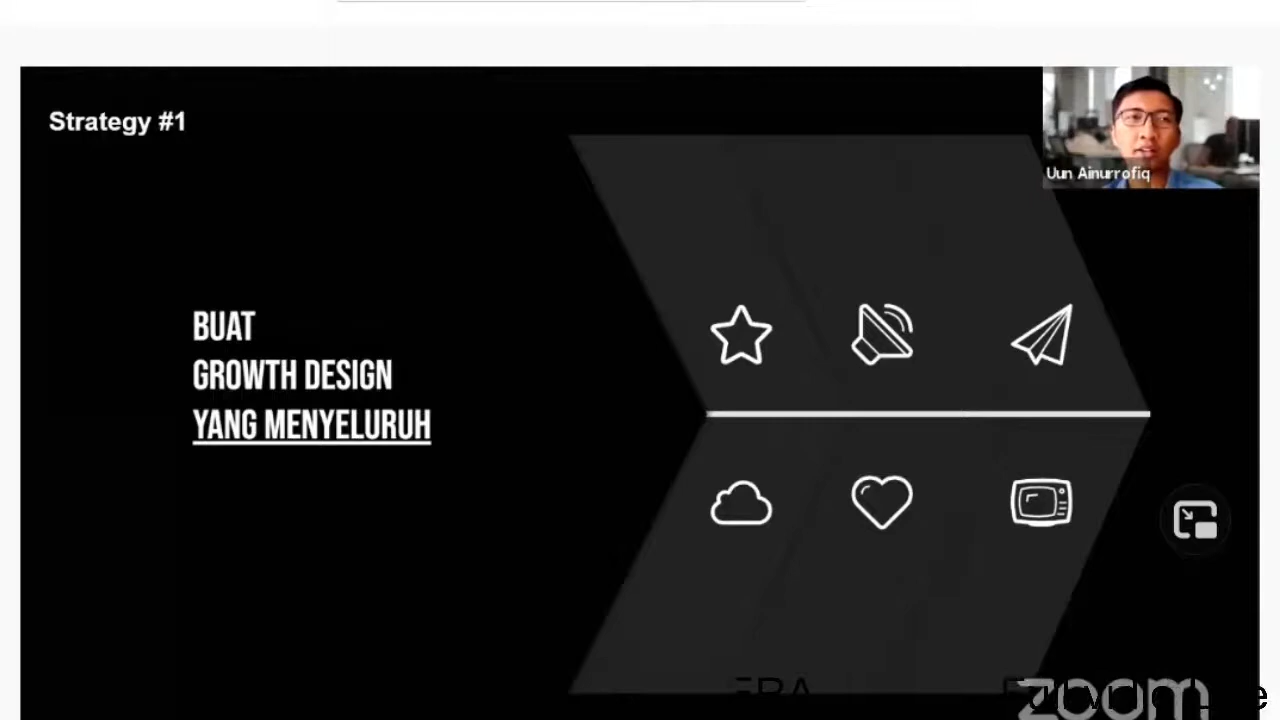 Strategy #1
Uun Ainurrofiq
BUAT
GROWTH DESIGN
YANG MENYELURUH
zoom